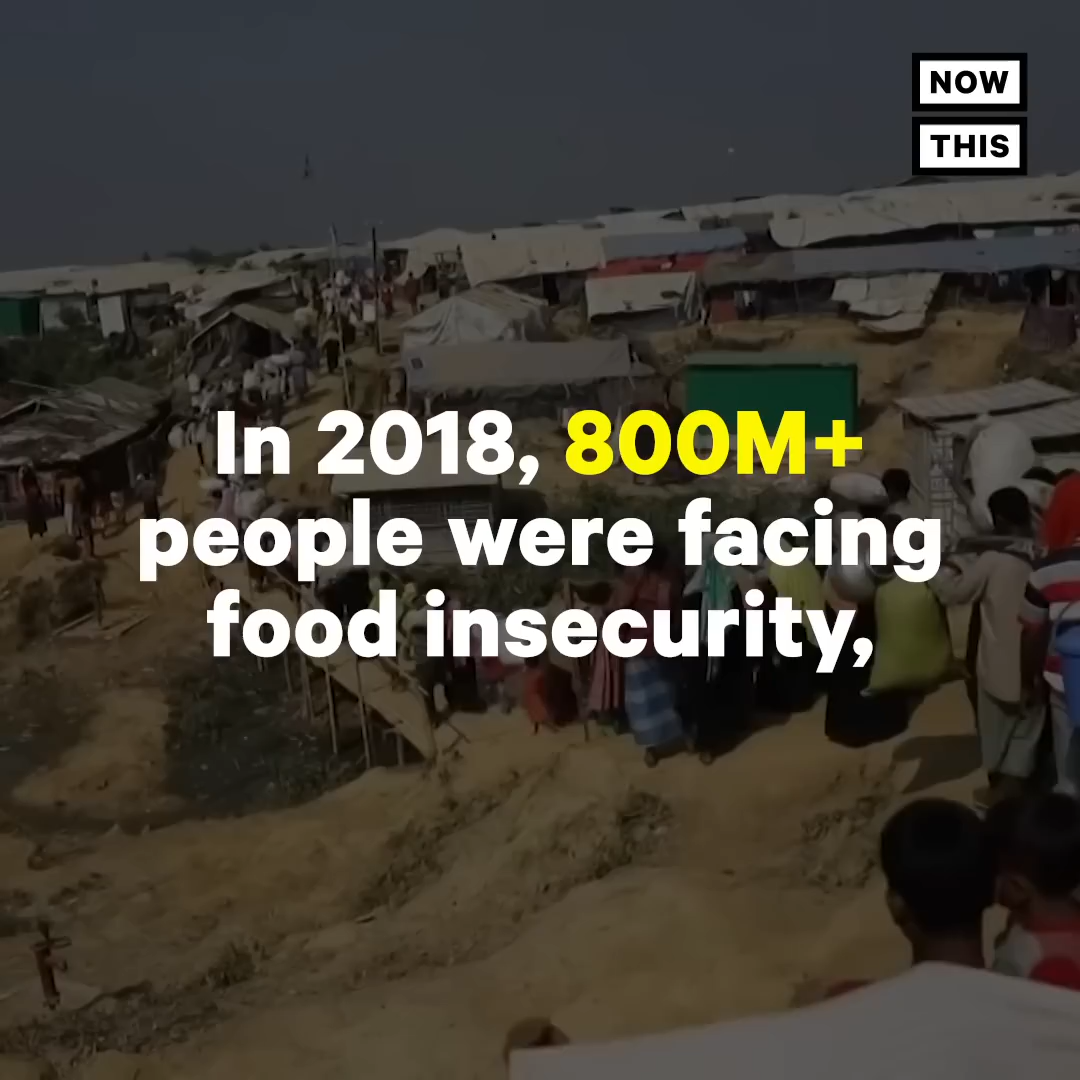 NOW
THIS
In 2018, 800M+
people were facing
food insecurity,